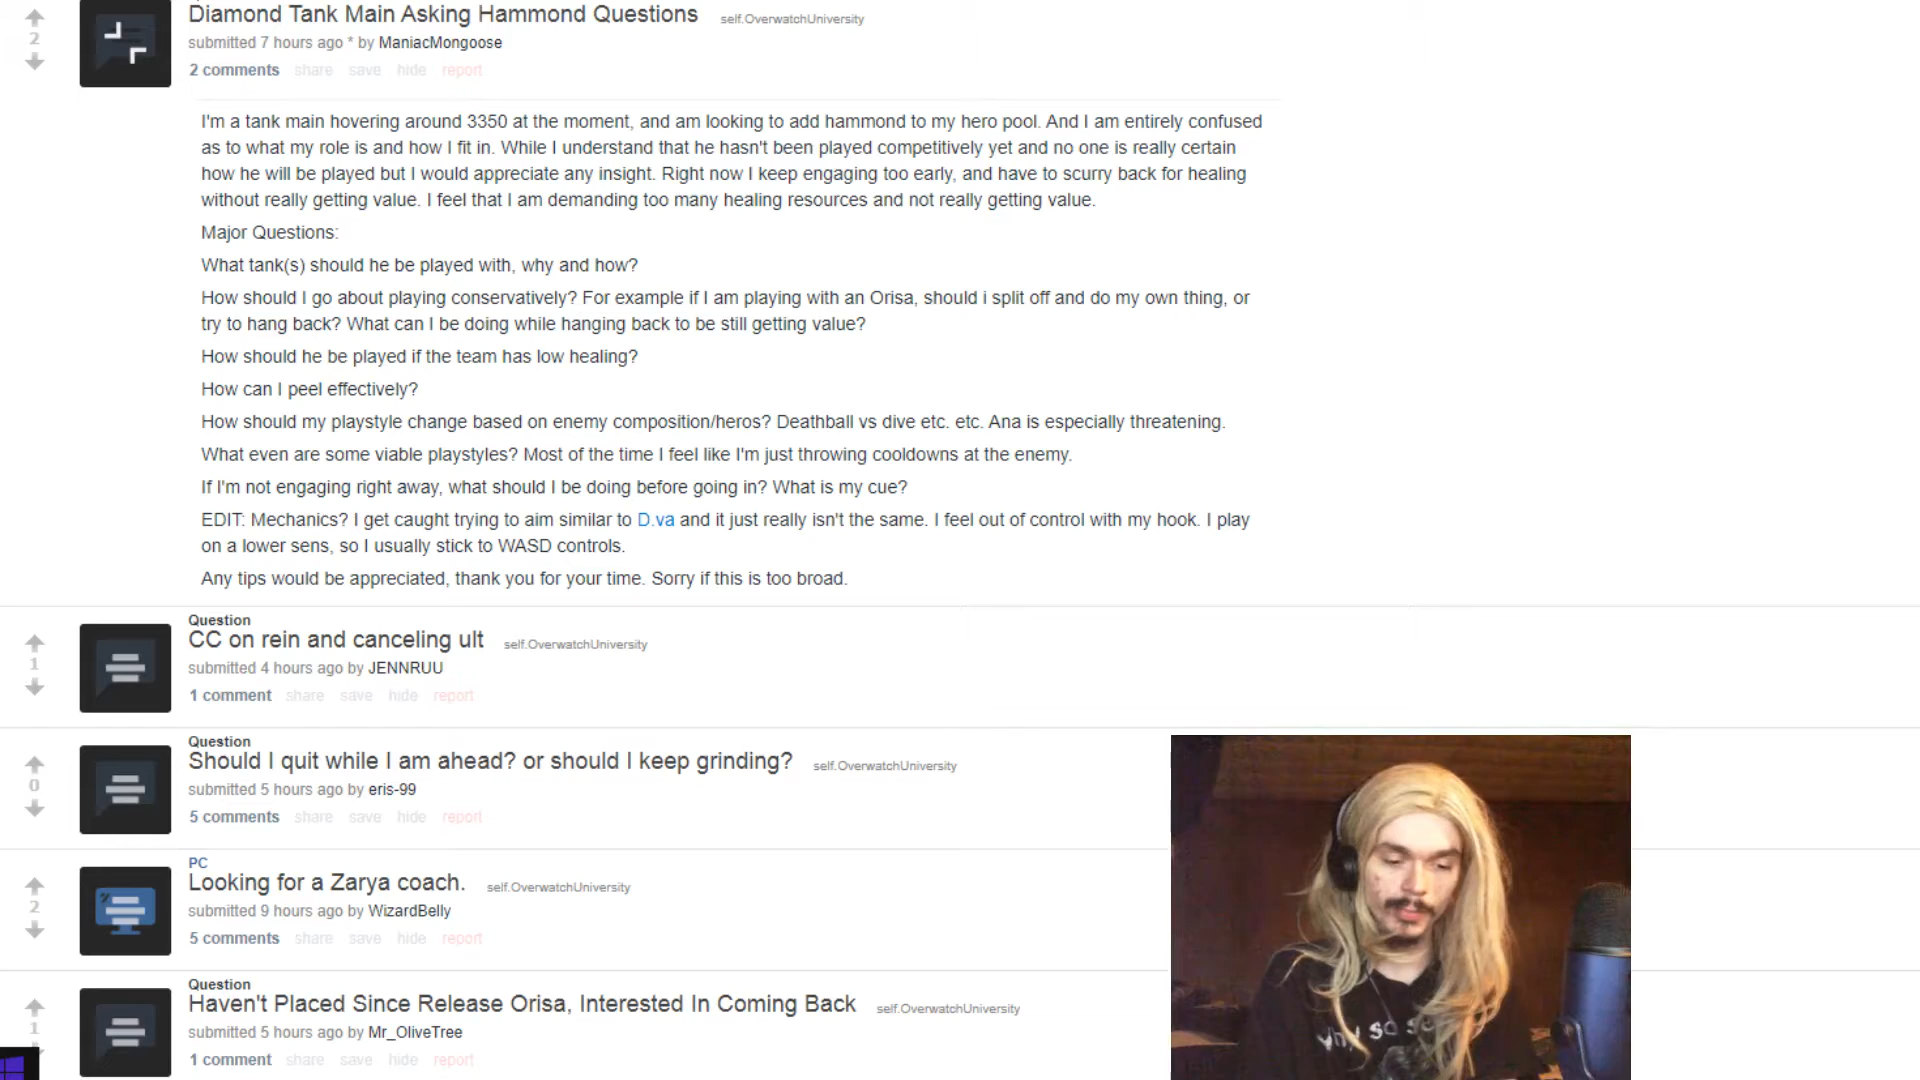 Diamond Tank Main Asking Hammond Questions self.OverwatchUniversity
2
submitted 7 hours ago * by ManiacMongoose
2 comments share save hide report
I'm a tank main hovering around 3350 at the moment, and am looking to add hammond to my hero pool. And I am entirely confused
as to what my role is and how I fit in. While I understand that he hasn't been played competitively yet and no one is really certain
how he will be played but I would appreciate any insight. Right now I keep engaging too early, and have to scurry back for healing
without really getting value. I feel that I am demanding too many healing resources and not really getting value.
Major Questions:
What tank(s) should he be played with, why and how?
How should I go about playing conservatively? For example if I am playing with an Orisa, should i split off and do my own thing, or
try to hang back? What can I be doing while hanging back to be still getting value?
How should he be played if the team has low healing?
How can I peel effectively?
How should my playstyle change based on enemy composition/heros? Deathball vs dive etc. etc. Ana is especially threatening.
What even are some viable playstyles? Most of the time I feel like I'm just throwing cooldowns at the enemy.
If I'm not engaging right away, what should I be doing before going in? What is my cue?
EDIT: Mechanics? I get caught trying to aim similar to D.va and it just really isn't the same. I feel out of control with my hook. I play
on a lower sens, so I usually stick to WASD controls.
Any tips would be appreciated, thank you for your time. Sorry if this is too broad.
Question
CC on rein and canceling ult self.OverwatchUniversity
1
submitted 4 hours ago by JENNRUU
1 comment share save hide report
Question
Should I quit while I am ahead? or should I keep grinding? self.OverwatchUniversity
0
submitted 5 hours ago by eris-99
5 comments share save hide report
PC
Looking for a Zarya coach. self.OverwatchUniversity
2
submitted 9 hours ago by WizardBelly
5 comments share save hide report
Question
Haven't Placed Since Release Orisa, Interested In Coming Back self.OverwatchUniversity
1
submitted 5 hours ago by Mr_OliveTree
1 comment share save hide report
why so